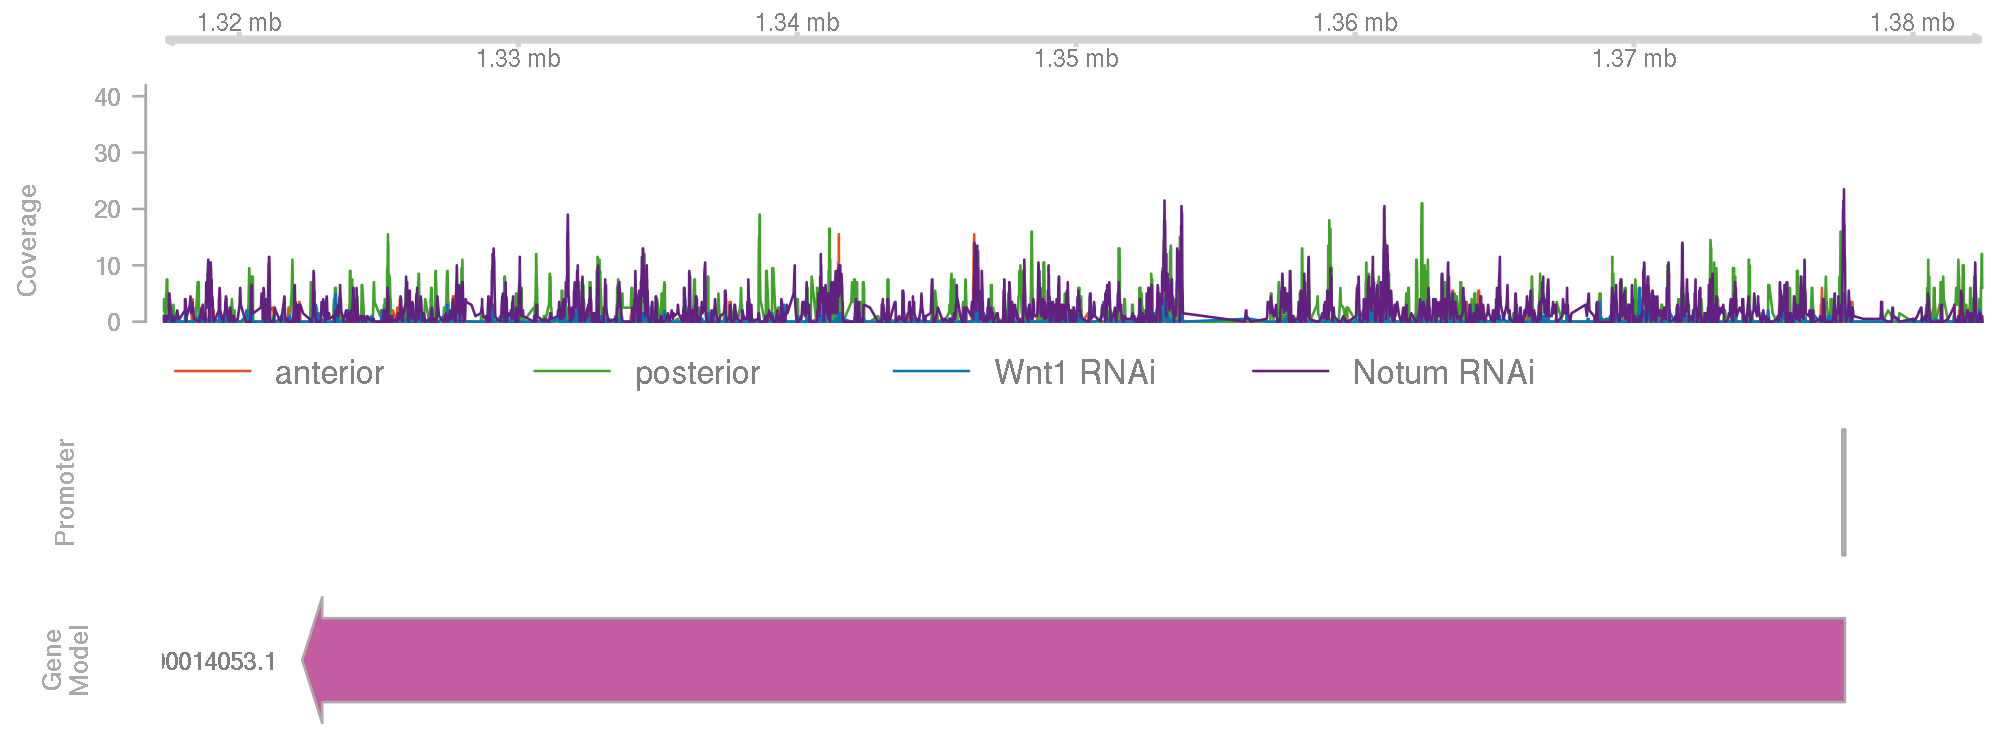 1.32 mb 1.34 mb 1.36 mb 1.38 mb
1.33 mb 1.35 mb 1.37 mb
40
30
20
10
0
Coverage
anterior posterior Wnt1 RNAi Notum RNAi
Promoter
Gene
Model
00014053.1